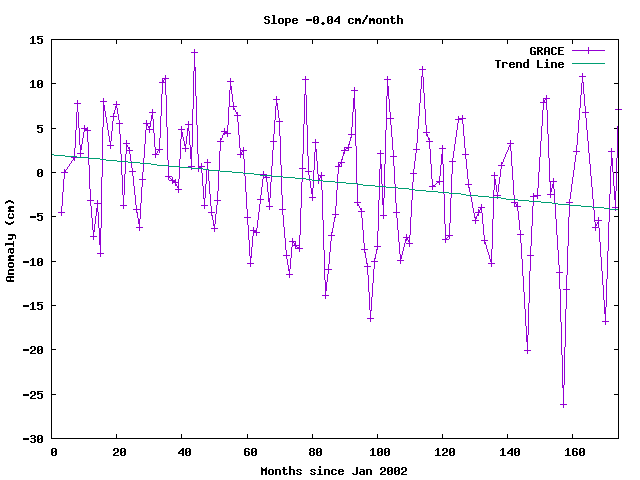 Slope -0.04 cm/month
GRACE
Trend Line
15
10
5
0
-5
-10
-15
-20
-25
-30
Anomaly (cm)
0 20 40 60 80 100 120 140 160
Months since Jan 2002